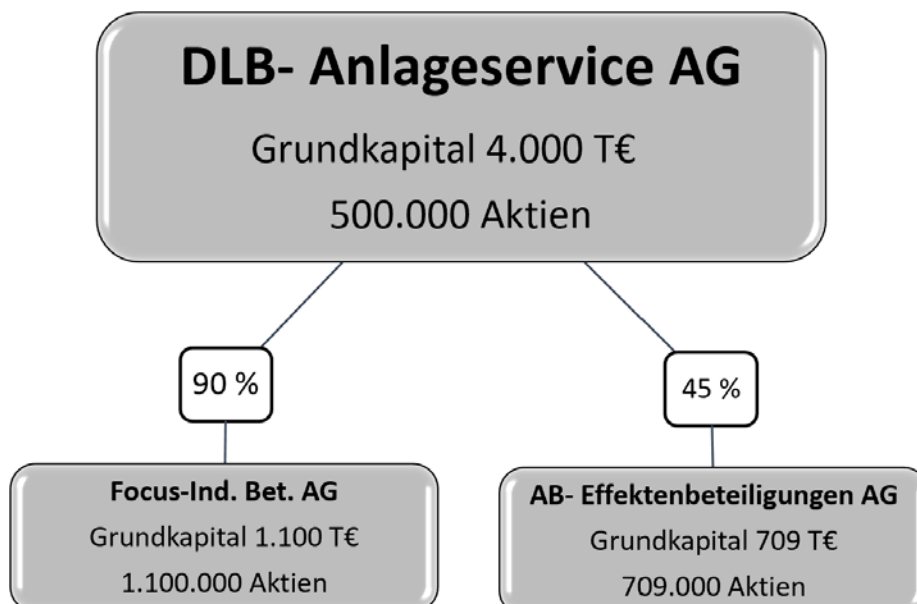 DLB- Anlageservice AG
Grundkapital 4.000 T€
500.000 Aktien
90 %
45 %
Focus-Ind. Bet. AG
Grundkapital 1.100 T€
1.100.000 Aktien
AB- Effektenbeteiligungen AG
Grundkapital 709 T€
709.000 Aktien